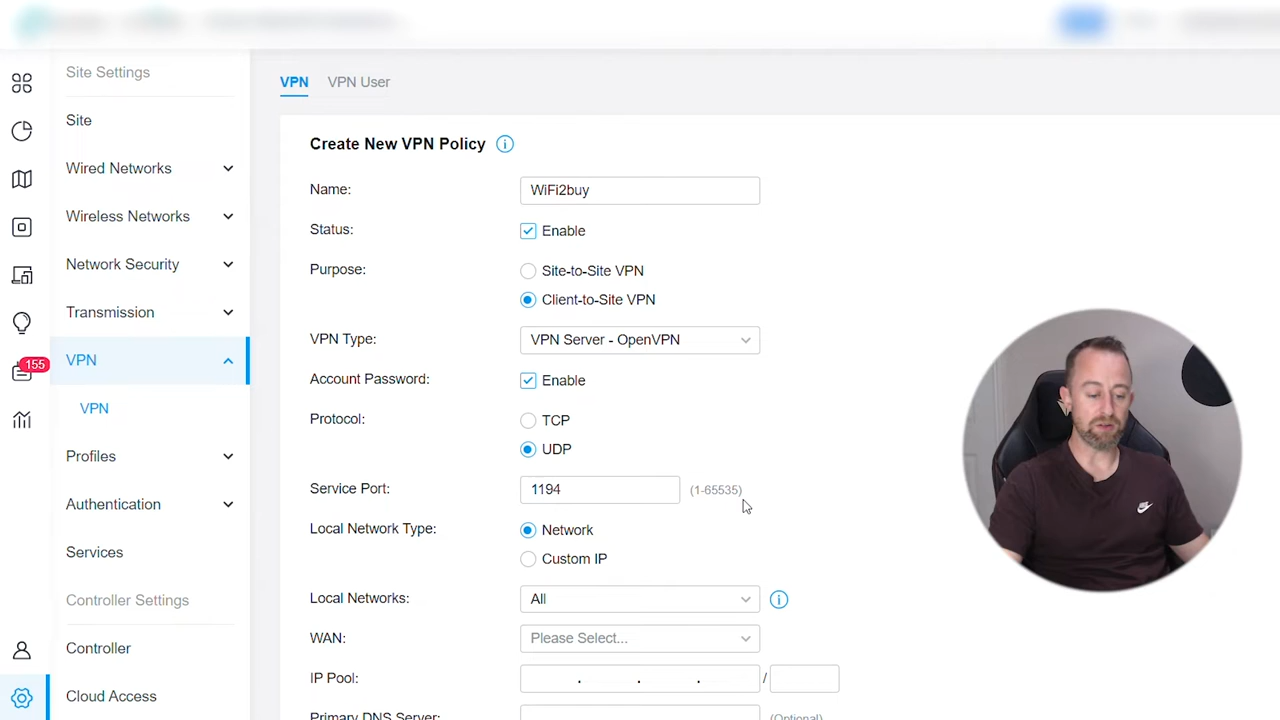 Site Settings
Site
Wired Networks
Wireless Networks
Network Security
Transmission
VPN
VPN
Profiles
Authentication
Services
Controller Settings
Controller
Cloud Access
155
VPN VPN User
Create New VPN Policy
Name: WiFi2buy
Status: Enable
Purpose: Site-to-Site VPN
Client-to-Site VPN
VPN Type: VPN Server - OpenVPN
Account Password: Enable
Protocol: TCP
UDP
Service Port: 1194 (1-65535)
Local Network Type: Network
Custom IP
Local Networks: All
WAN: Please Select...
IP Pool: . . . /
Primary DNS Server: (Optional)